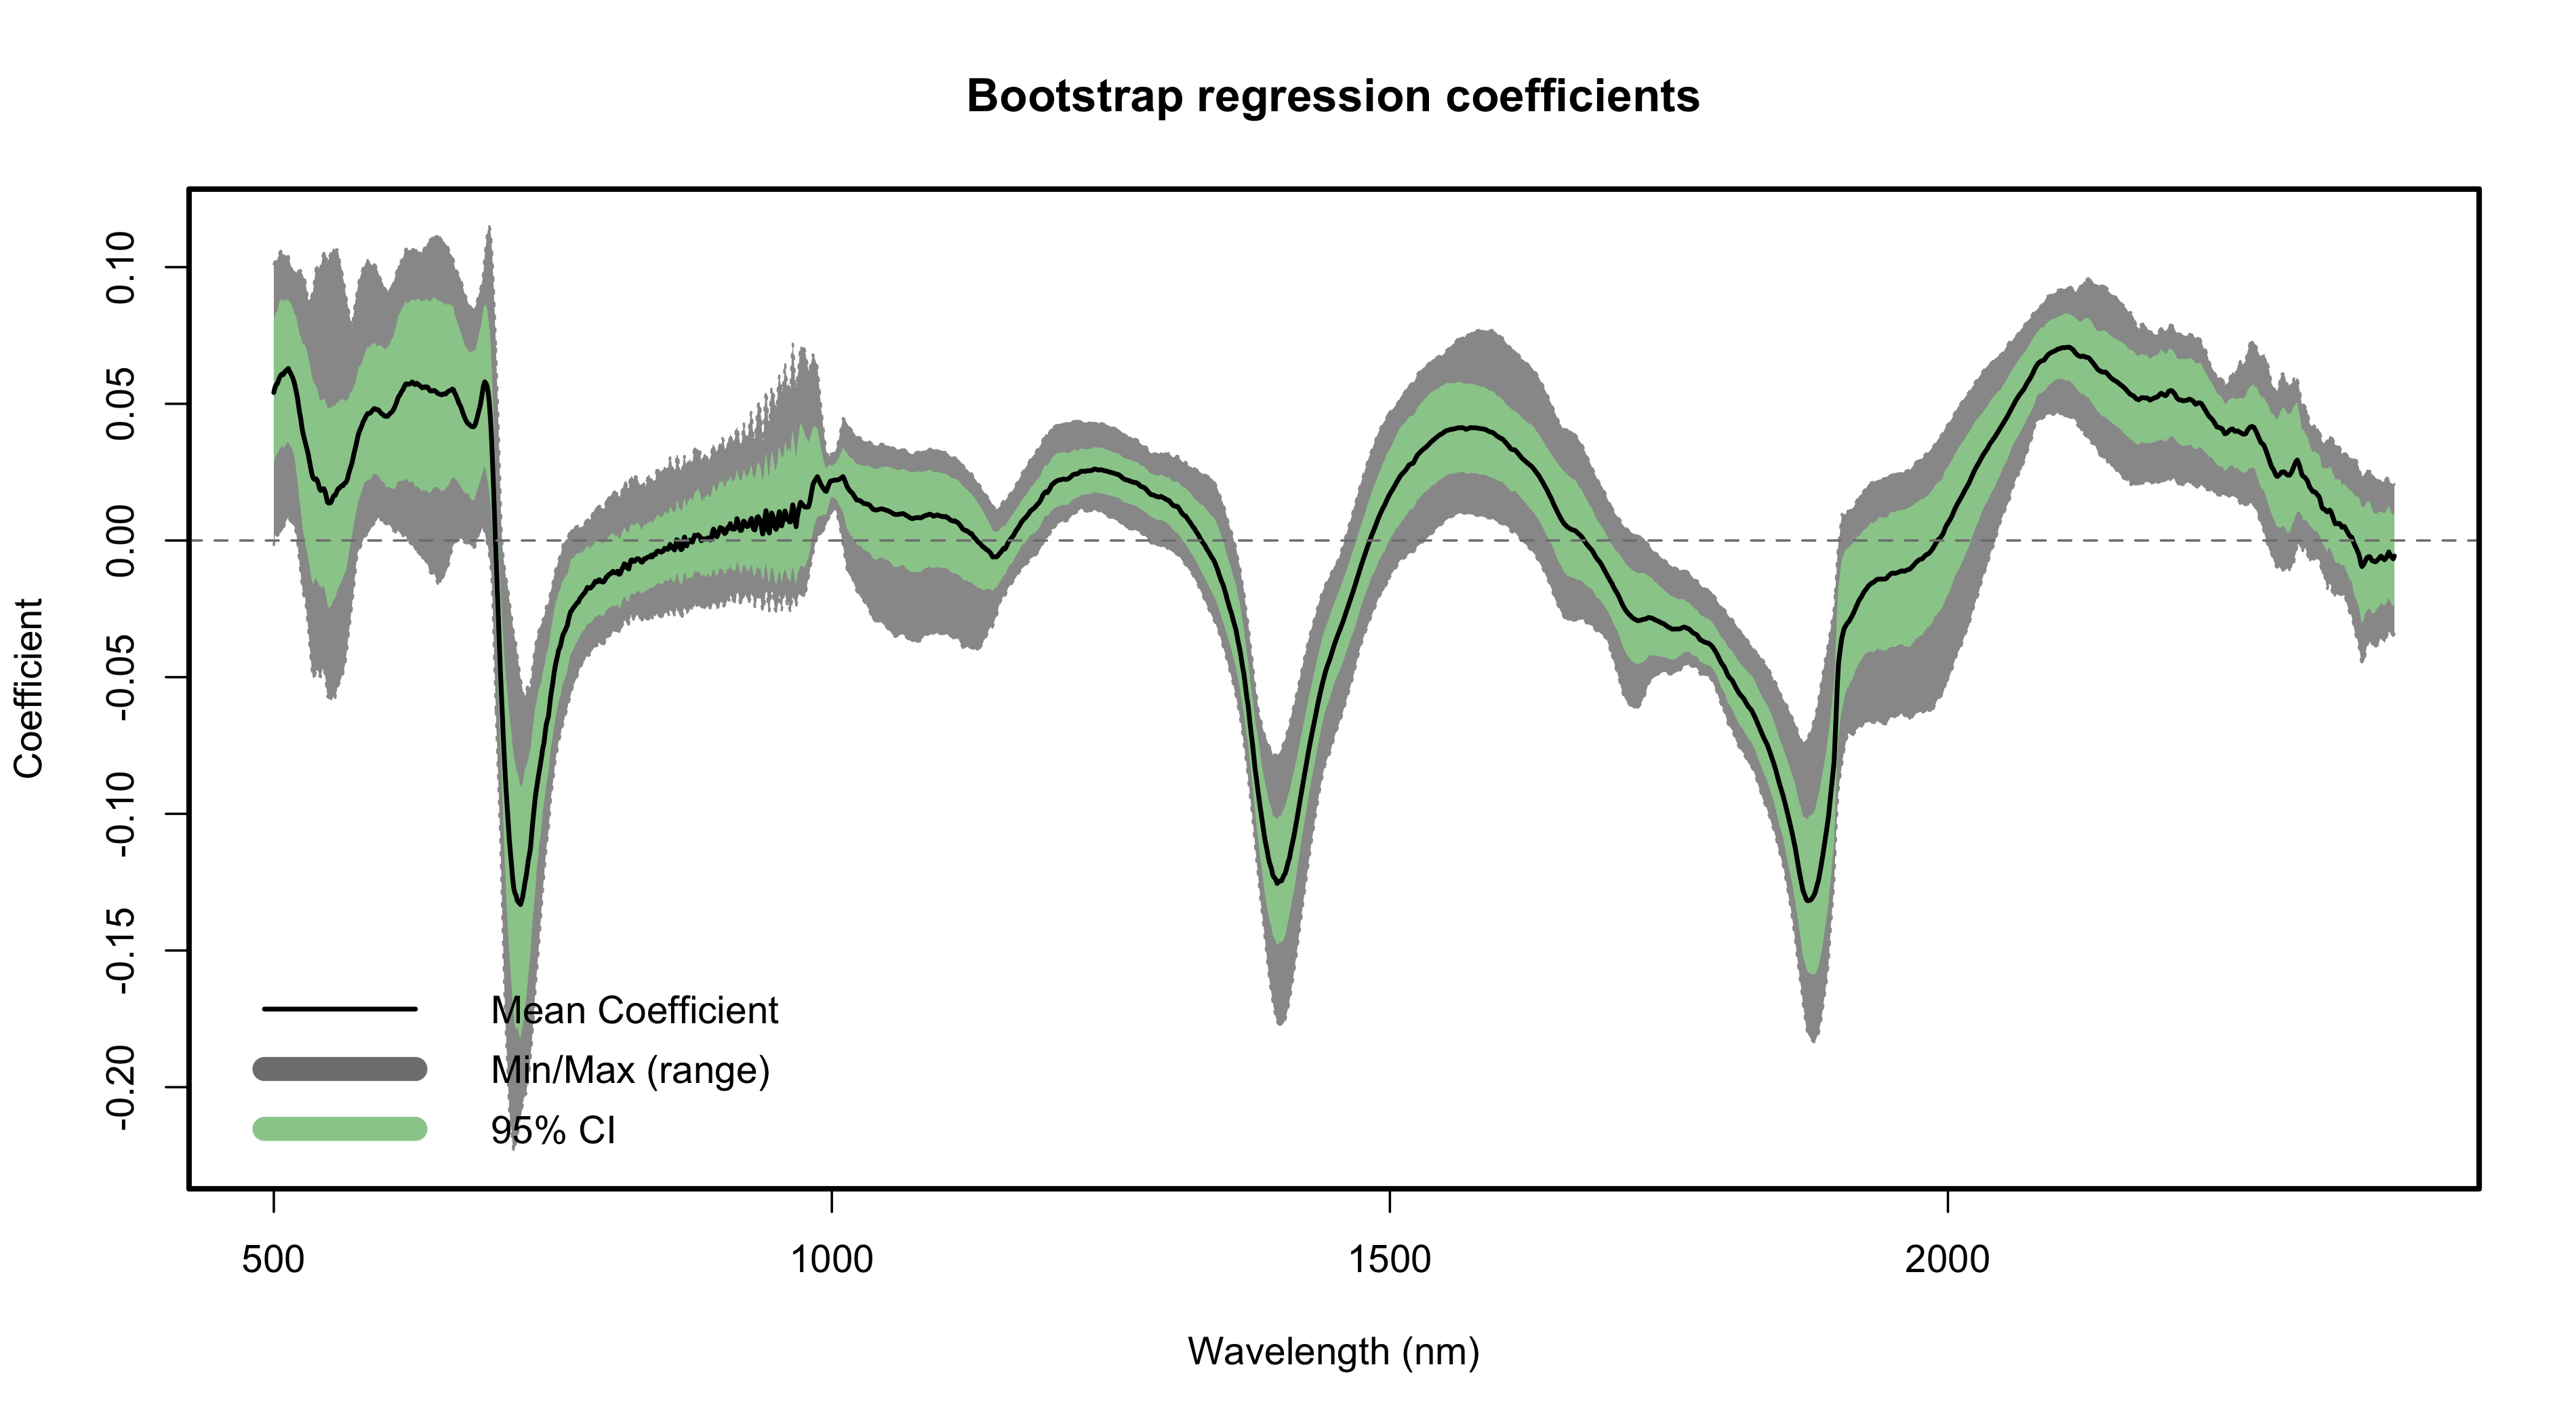 Bootstrap regression coefficients
Coefficient
0.10
0.05
0.00
-0.05
-0.10
-0.15
-0.20
Mean Coefficient
Min/Max (range)
95% CI
500 1000 1500 2000
Wavelength (nm)